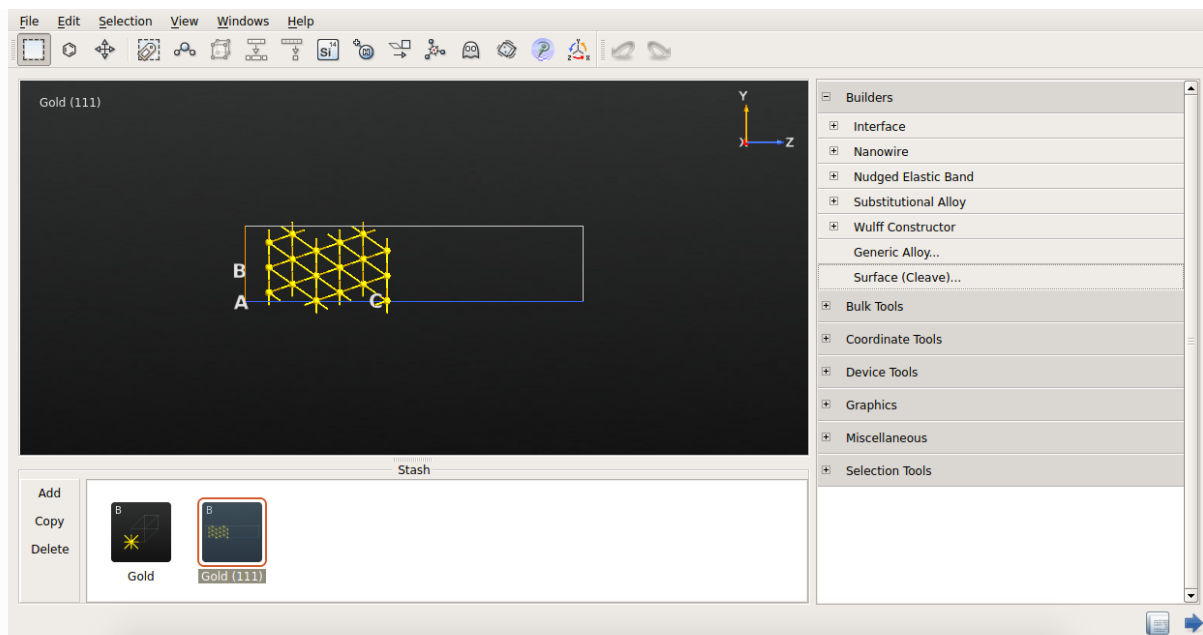 File Edit Selection View Windows Help
Si 14
Gold (111)
Y
X Z
B
A C
Builders
Interface
Nanowire
Nudged Elastic Band
Substitutional Alloy
Wulff Constructor
Generic Alloy...
Surface (Cleave)...
Bulk Tools
Coordinate Tools
Device Tools
Graphics
Miscellaneous
Selection Tools
Stash
Add
Copy
Delete
B
Gold
B
Gold (111)